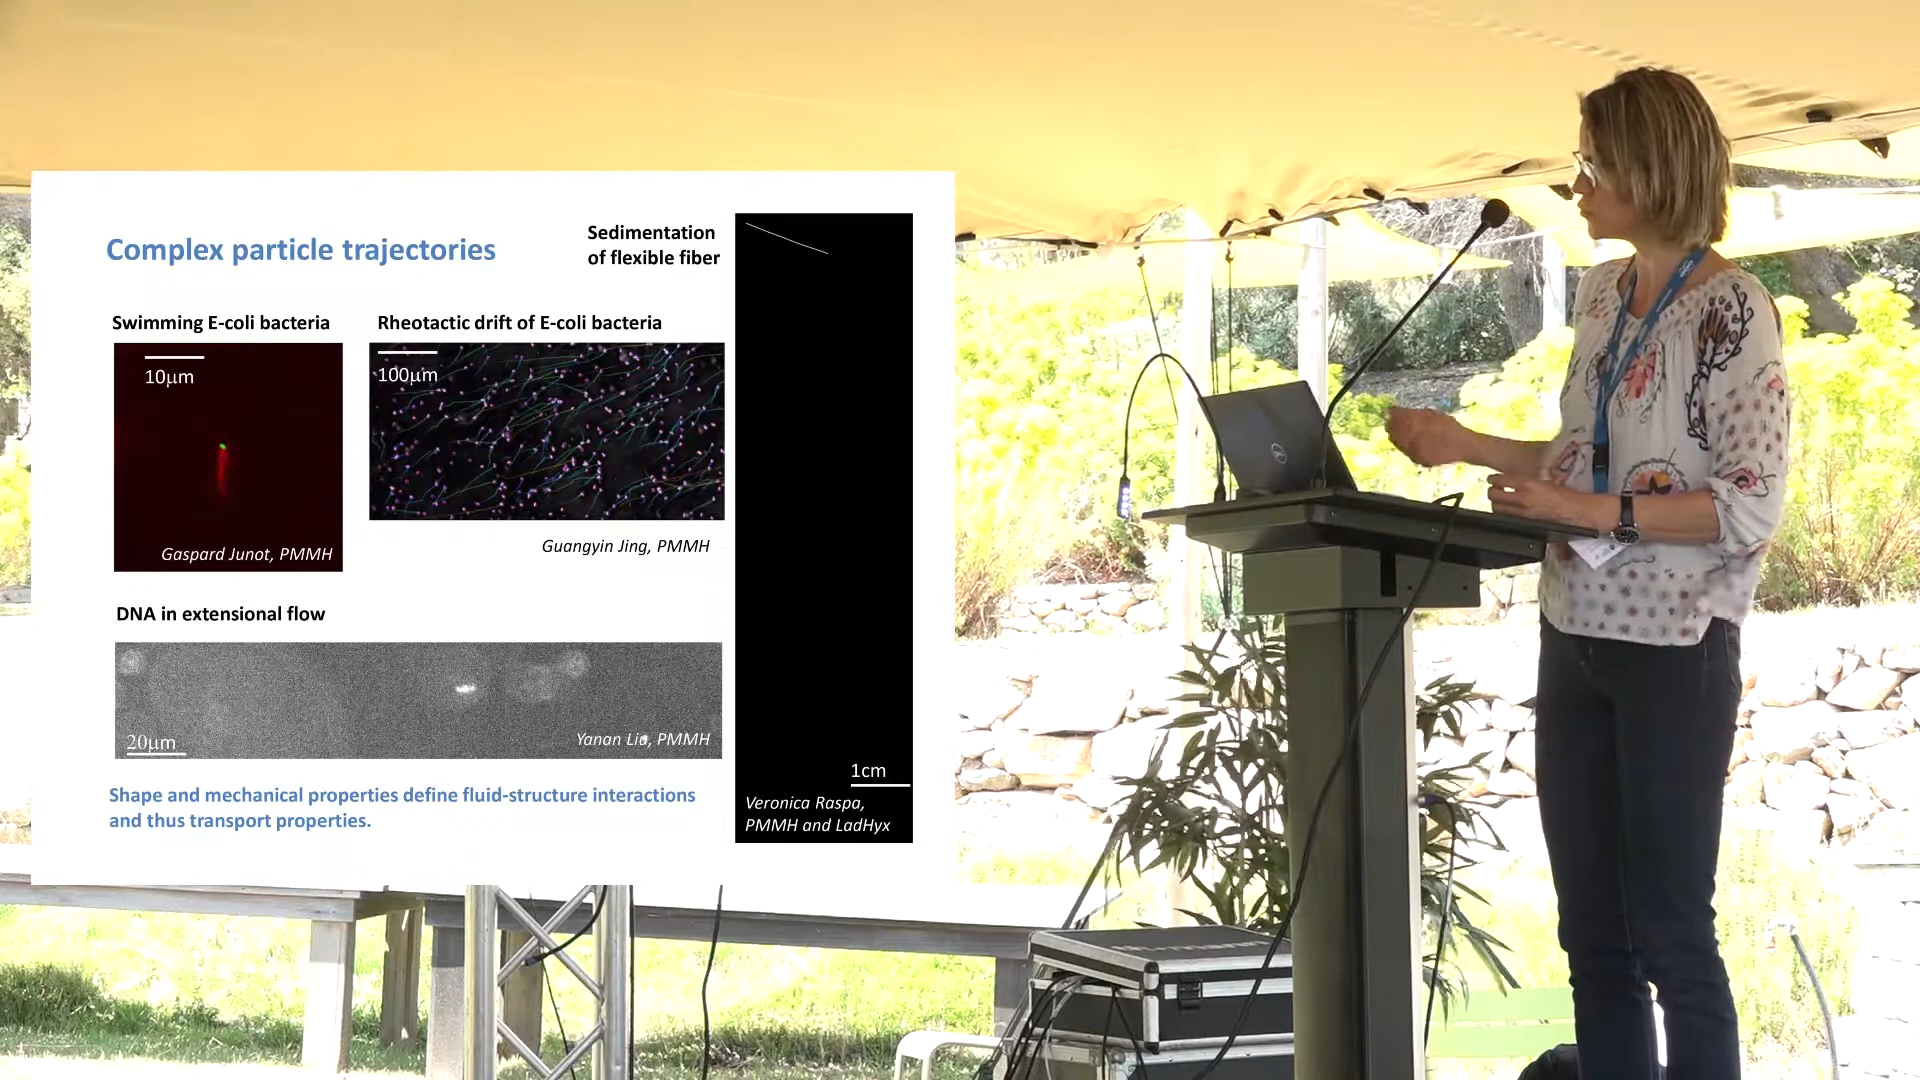 Complex particle trajectories
Sedimentation
of flexible fiber
Swimming E-coli bacteria
10μm
Gaspard Junot, PMMH
Rheotactic drift of E-coli bacteria
100μm
Guangyin Jing, PMMH
DNA in extensional flow
20μm
Yanan Liu, PMMH
1cm
Veronica Raspa,
PMMH and LadHyx
Shape and mechanical properties define fluid-structure interactions
and thus transport properties.